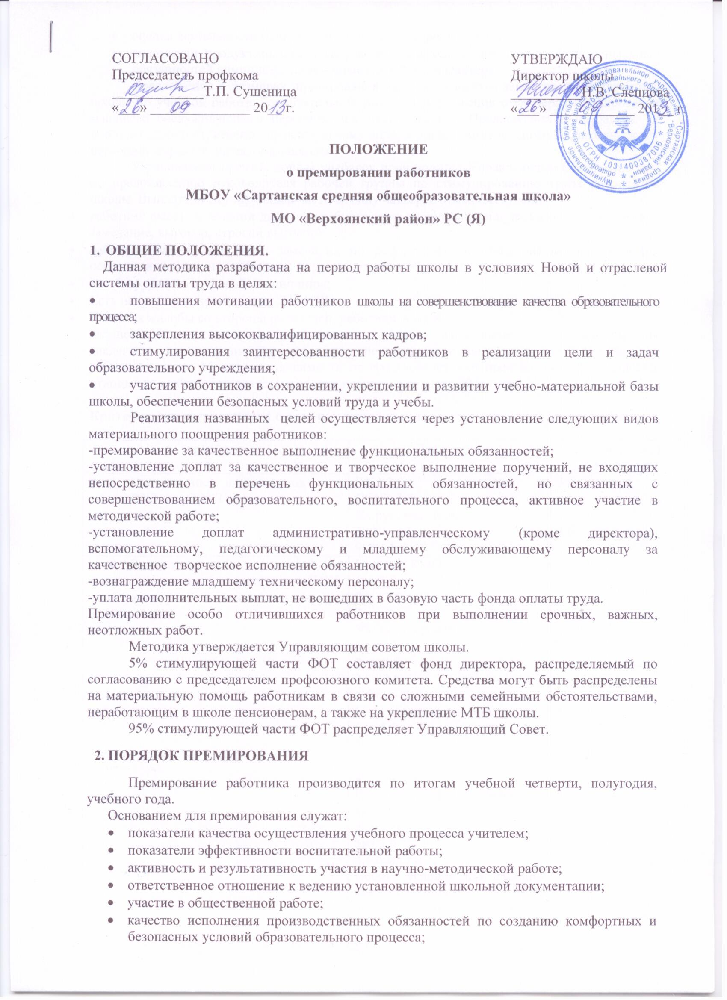 СОГЛАСОВАНО
Председатель профкома
Т.П. Сушеница
«26» 09 2013г.
УТВЕРЖДАЮ
Директор школы
Н.В. Слепцова
«26» 09 2013 г.
Муниципальное бюджетное общеобразовательное учреждение "Сартанская средняя
общеобразовательная школа" муниципального образования "Верхоянский район"
Республики Саха (Якутия) * ОГРН 1031400387006 *
ПОЛОЖЕНИЕ
о премировании работников
МБОУ «Сартанская средняя общеобразовательная школа»
МО «Верхоянский район» РС (Я)
1. ОБЩИЕ ПОЛОЖЕНИЯ.
Данная методика разработана на период работы школы в условиях Новой и отраслевой
системы оплаты труда в целях:
• повышения мотивации работников школы на совершенствование качества образовательного
процесса;
• закрепления высококвалифицированных кадров;
• стимулирования заинтересованности работников в реализации цели и задач
образовательного учреждения;
• участия работников в сохранении, укреплении и развитии учебно-материальной базы
школы, обеспечении безопасных условий труда и учебы.
Реализация названных целей осуществляется через установление следующих видов
материального поощрения работников:
-премирование за качественное выполнение функциональных обязанностей;
-установление доплат за качественное и творческое выполнение поручений, не входящих
непосредственно в перечень функциональных обязанностей, но связанных с
совершенствованием образовательного, воспитательного процесса, активное участие в
методической работе;
-установление доплат административно-управленческому (кроме директора),
вспомогательному, педагогическому и младшему обслуживающему персоналу за
качественное творческое исполнение обязанностей;
-вознаграждение младшему техническому персоналу;
-уплата дополнительных выплат, не вошедших в базовую часть фонда оплаты труда.
Премирование особо отличившихся работников при выполнении срочных, важных,
неотложных работ.
Методика утверждается Управляющим советом школы.
5% стимулирующей части ФОТ составляет фонд директора, распределяемый по
согласованию с председателем профсоюзного комитета. Средства могут быть распределены
на материальную помощь работникам в связи со сложными семейными обстоятельствами,
неработающим в школе пенсионерам, а также на укрепление МТБ школы.
95% стимулирующей части ФОТ распределяет Управляющий Совет.
2. ПОРЯДОК ПРЕМИРОВАНИЯ
Премирование работника производится по итогам учебной четверти, полугодия,
учебного года.
Основанием для премирования служат:
• показатели качества осуществления учебного процесса учителем;
• показатели эффективности воспитательной работы;
• активность и результативность участия в научно-методической работе;
• ответственное отношение к ведению установленной школьной документации;
• участие в общественной работе;
• качество исполнения производственных обязанностей по созданию комфортных и
безопасных условий образовательного процесса;